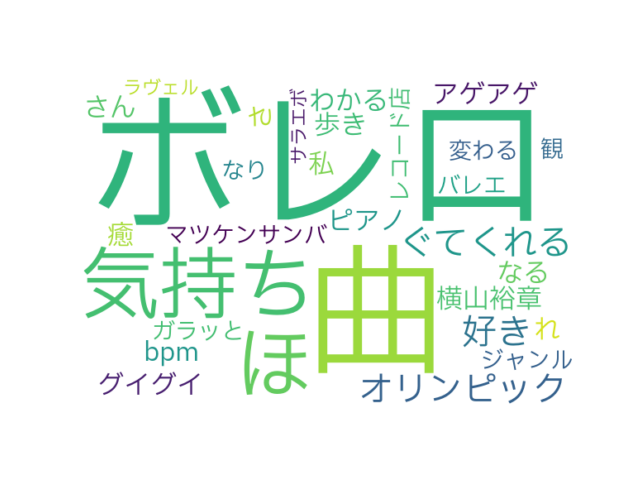 ラヴェル
さん
ボレロ
を
サラエボ
わかる
歩き
私
レコード店
アゲアゲ
変わる
観
なり
バレエ
ピアノ
癒
マツケンサンバ
ぐてくれる
気持ち
曲
なる
横山裕章
ガラッと
ほ
好き
れ
bpm
ジャンル
グイグイ
オリンピック